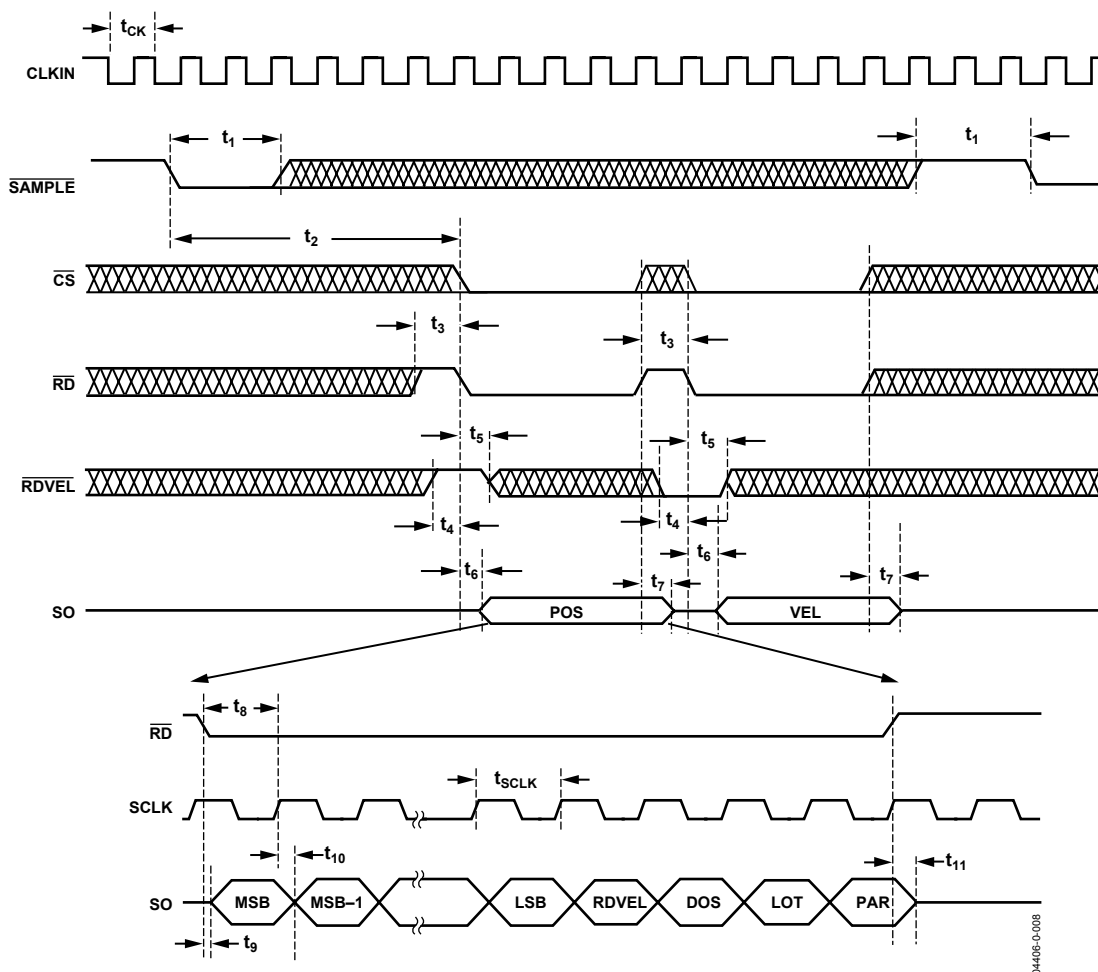 tCK
CLKIN
t1
t1
SAMPLE
t2
CS
t3
t3
RD
t5
t5
RDVEL
t4
t4
t6
t6
t7
t7
SO
POS
VEL
t8
RD
tSCLK
SCLK
t10
t11
SO
MSB
MSB–1
LSB
RDVEL
DOS
LOT
PAR
t9
04406-0-008